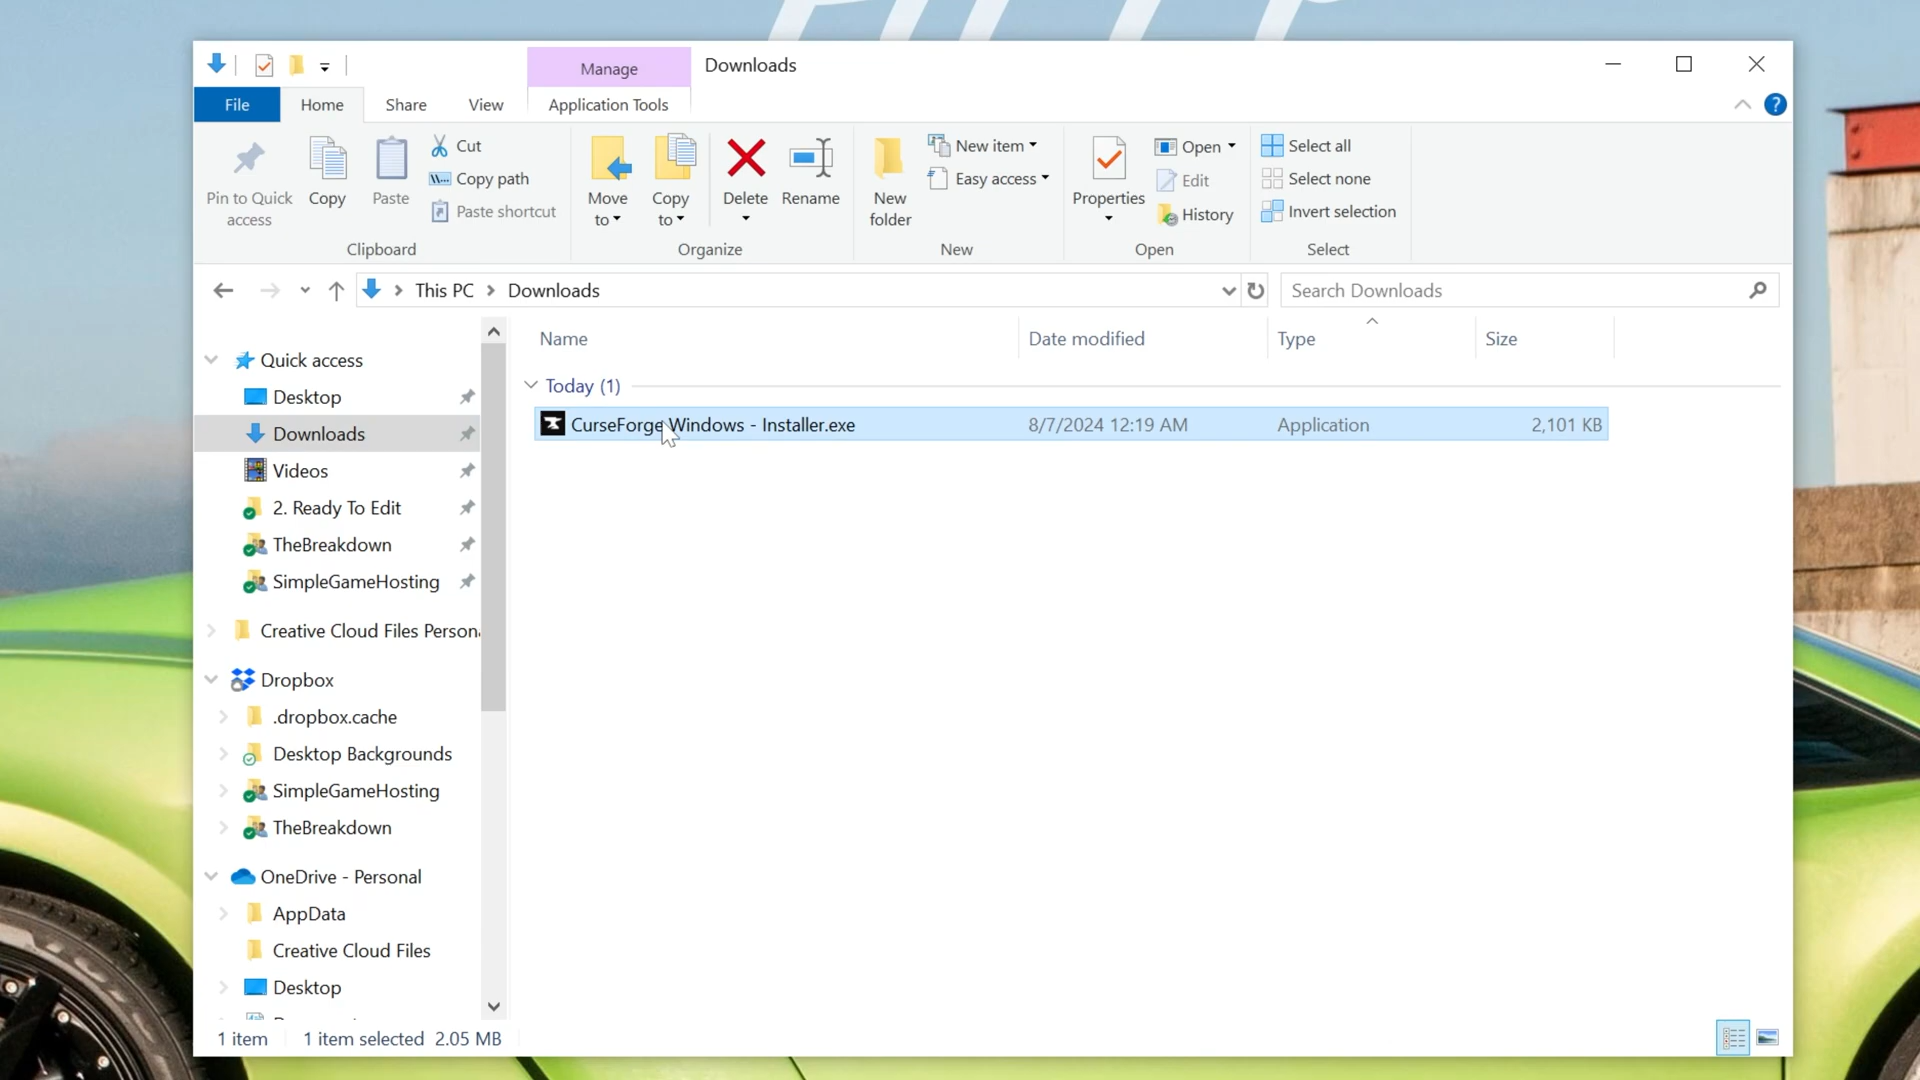 Manage
Downloads
File
Home
Share
View
Application Tools
?
Pin to Quick access
Copy
Paste
Cut
Copy path
Paste shortcut
Clipboard
Move to
Copy to
Delete
Rename
Organize
New folder
New item
Easy access
New
Properties
Open
Edit
History
Open
Select all
Select none
Invert selection
Select
This PC
Downloads
Search Downloads
Name
Date modified
Type
Size
Today (1)
CurseForge Windows - Installer.exe
8/7/2024 12:19 AM
Application
2,101 KB
Quick access
Desktop
Downloads
Videos
2. Ready To Edit
TheBreakdown
SimpleGameHosting
Creative Cloud Files Person
Dropbox
.dropbox.cache
Desktop Backgrounds
SimpleGameHosting
TheBreakdown
OneDrive - Personal
AppData
Creative Cloud Files
Desktop
1 item
1 item selected 2.05 MB